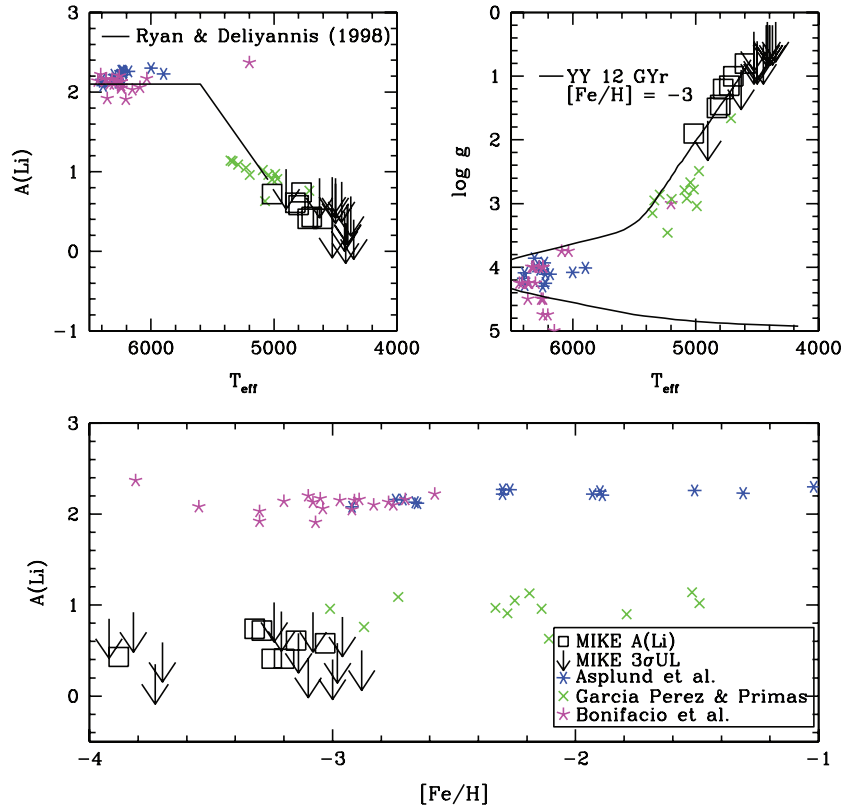 Ryan & Deliyannis (1998)
3
2
1
0
-1
A(Li)
6000
5000
4000
Teff
YY 12 GYr
[Fe/H] = -3
0
1
2
3
4
5
log g
6000
5000
4000
Teff
3
2
1
0
A(Li)
-4
-3
-2
-1
[Fe/H]
MIKE A(Li)
MIKE 3σUL
Asplund et al.
Garcia Perez & Primas
Bonifacio et al.